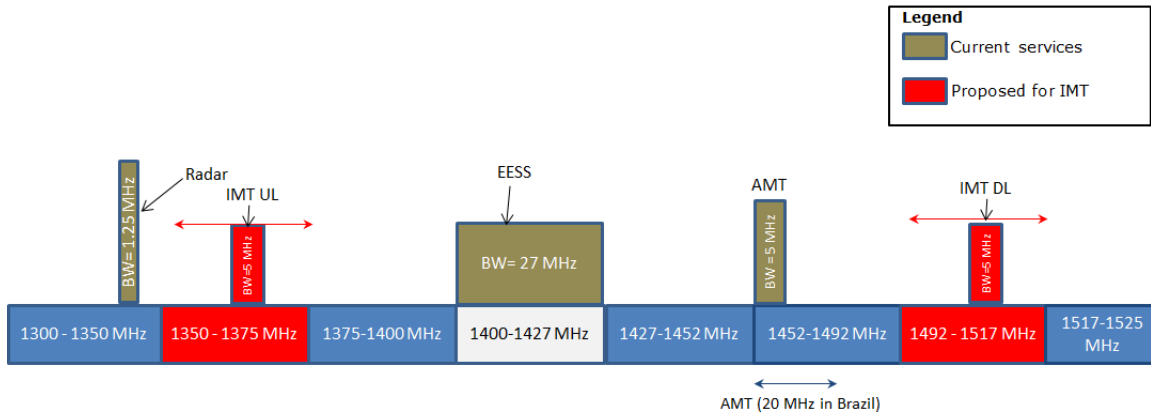 Legend
Current services
Proposed for IMT
Radar
IMT UL
EESS
AMT
IMT DL
BW= 1.25 MHz
BW=5 MHz
BW= 27 MHz
BW = 5 MHz
BW=5 MHz
1300 - 1350 MHz
1350 - 1375 MHz
1375-1400 MHz
1400-1427 MHz
1427-1452 MHz
1452-1492 MHz
1492 - 1517 MHz
1517-1525
MHz
AMT (20 MHz in Brazil)